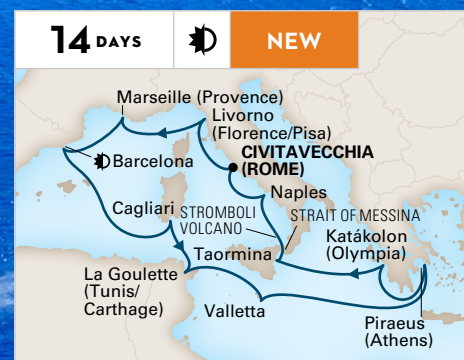 14 DAYS
NEW
Marseille (Provence)
Livorno
(Florence/Pisa)
CIVITAVECCHIA
(ROME)
Barcelona
Naples
Cagliari
STROMBOLI
VOLCANO
STRAIT OF MESSINA
Katákolon
(Olympia)
Taormina
La Goulette
(Tunis/
Carthage)
Valletta
Piraeus
(Athens)